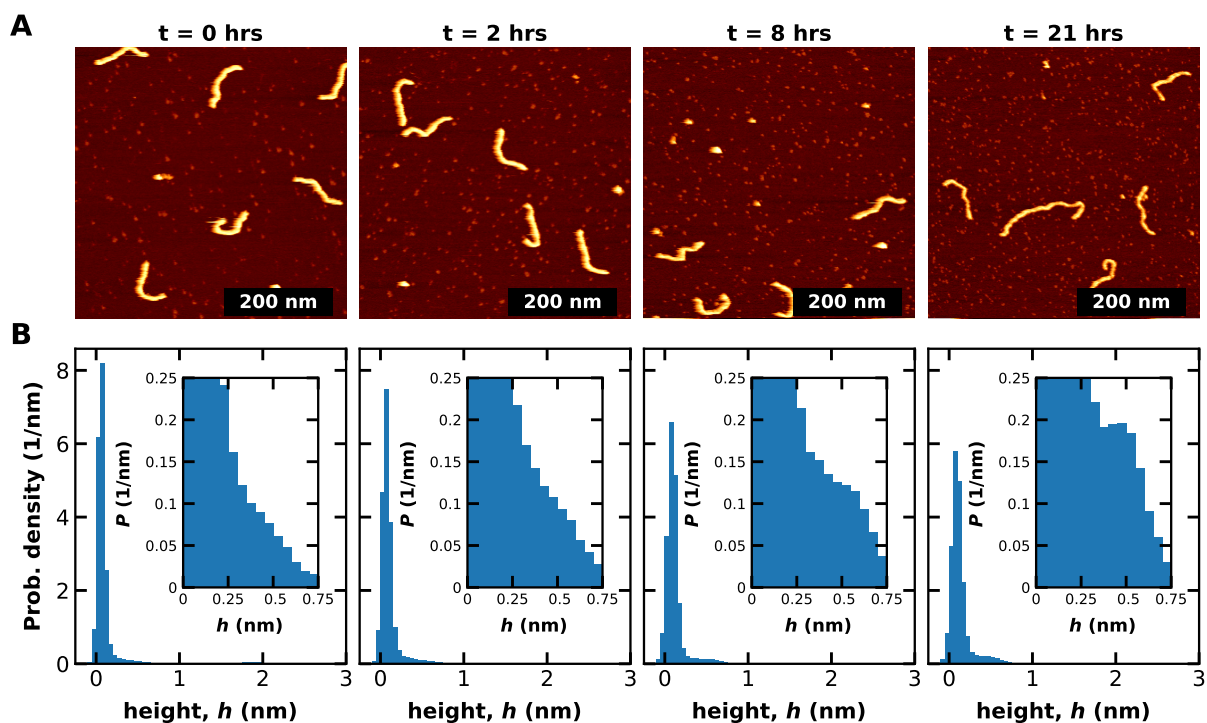 A
t = 0 hrs
t = 2 hrs
t = 8 hrs
t = 21 hrs
200 nm
200 nm
200 nm
200 nm
B
Prob. density (1/nm)
8
6
4
2
0
0 1 2 3
height, h (nm)
P (1/nm)
0.25
0.2
0.15
0.1
0.05
0
0 0.25 0.5 0.75
h (nm)
0 1 2 3
height, h (nm)
P (1/nm)
0.25
0.2
0.15
0.1
0.05
0
0 0.25 0.5 0.75
h (nm)
0 1 2 3
height, h (nm)
P (1/nm)
0.25
0.2
0.15
0.1
0.05
0
0 0.25 0.5 0.75
h (nm)
0 1 2 3
height, h (nm)
P (1/nm)
0.25
0.2
0.15
0.1
0.05
0
0 0.25 0.5 0.75
h (nm)